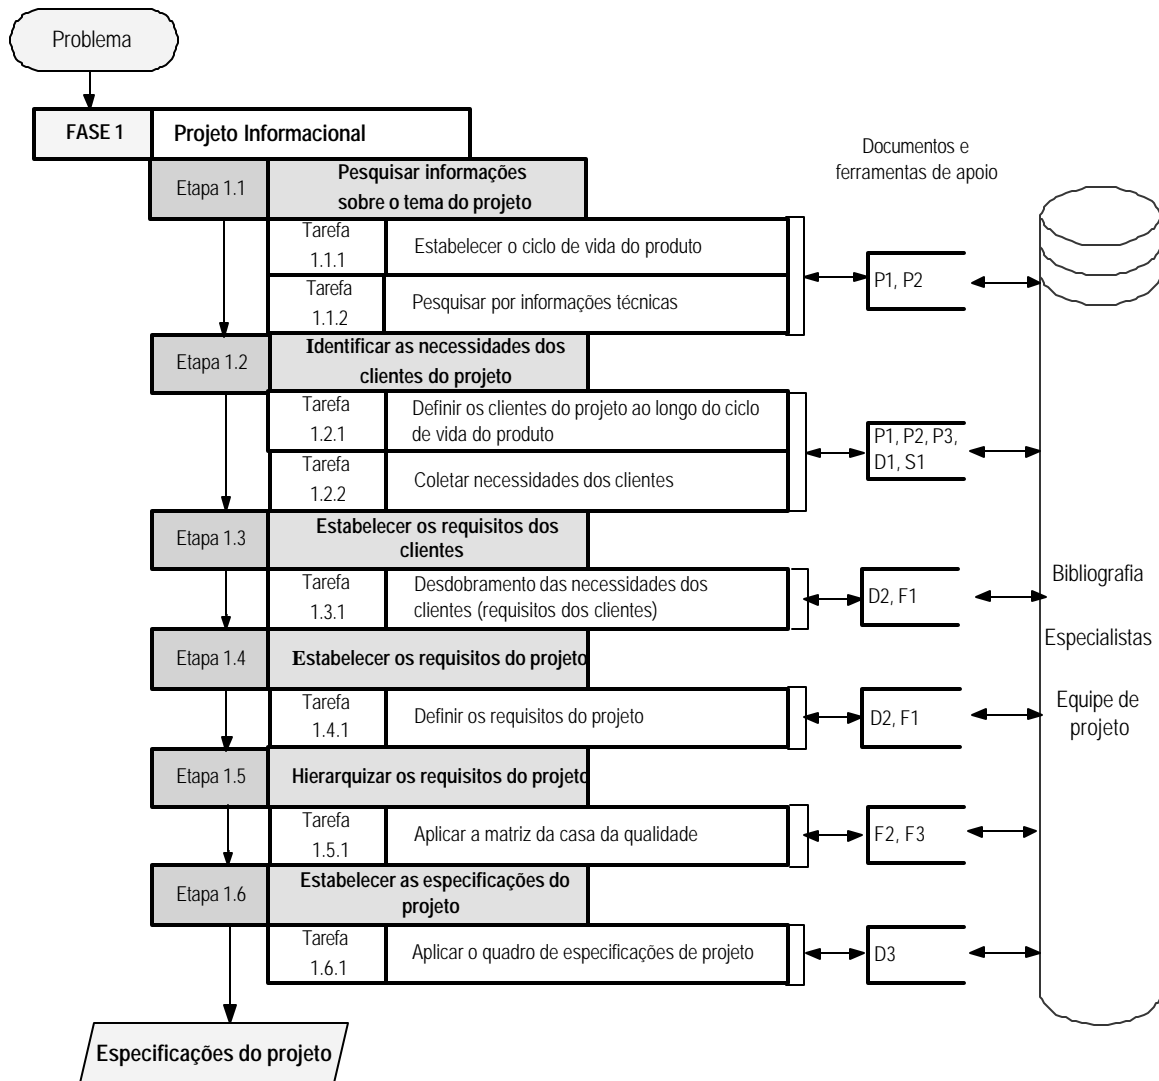 Problema
FASE 1
Projeto Informacional
Documentos e
ferramentas de apoio
Etapa 1.1
Pesquisar informações
sobre o tema do projeto
Tarefa
1.1.1
Estabelecer o ciclo de vida do produto
Tarefa
1.1.2
Pesquisar por informações técnicas
P1, P2
Etapa 1.2
Identificar as necessidades dos
clientes do projeto
Tarefa
1.2.1
Definir os clientes do projeto ao longo do ciclo
de vida do produto
Tarefa
1.2.2
Coletar necessidades dos clientes
P1, P2, P3,
D1, S1
Etapa 1.3
Estabelecer os requisitos dos
clientes
Tarefa
1.3.1
Desdobramento das necessidades dos
clientes (requisitos dos clientes)
D2, F1
Etapa 1.4
Estabelecer os requisitos do projeto
Tarefa
1.4.1
Definir os requisitos do projeto
D2, F1
Etapa 1.5
Hierarquizar os requisitos do projeto
Tarefa
1.5.1
Aplicar a matriz da casa da qualidade
F2, F3
Etapa 1.6
Estabelecer as especificações do
projeto
Tarefa
1.6.1
Aplicar o quadro de especificações de projeto
D3
Bibliografia
Especialistas
Equipe de
projeto
Especificações do projeto